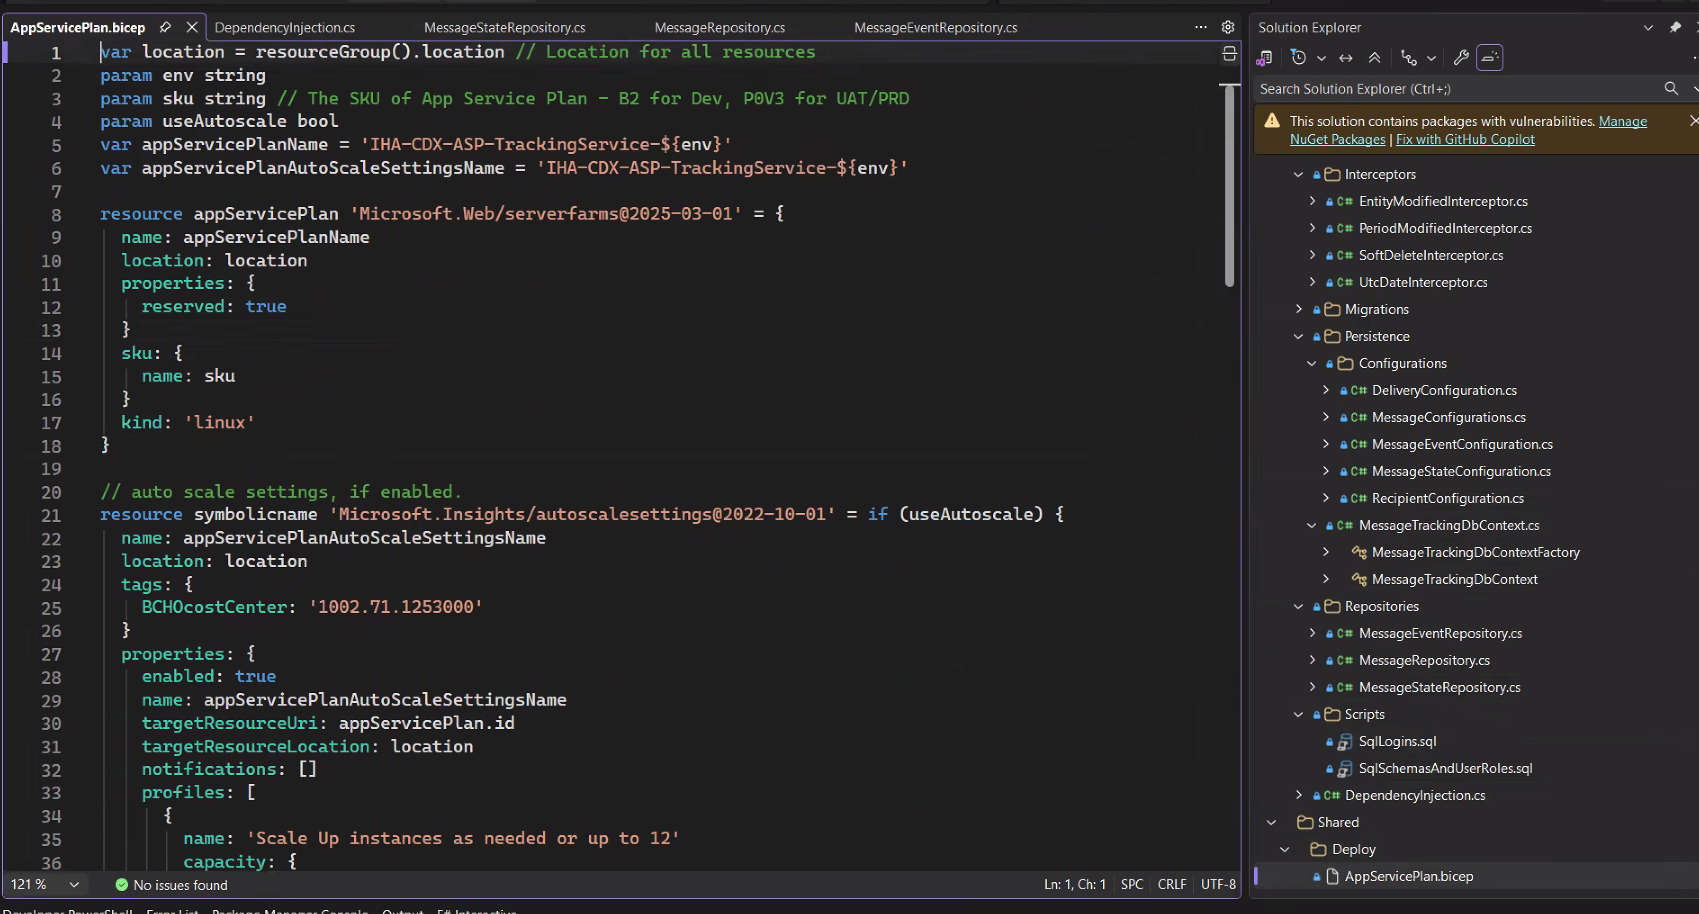 AppServicePlan.bicep
DependencyInjection.cs
MessageStateRepository.cs
MessageRepository.cs
MessageEventRepository.cs
1 var location = resourceGroup().location // Location for all resources
2 param env string
3 param sku string // The SKU of App Service Plan - B2 for Dev, P0V3 for UAT/PRD
4 param useAutoscale bool
5 var appServicePlanName = 'IHA-CDX-ASP-TrackingService-${env}'
6 var appServicePlanAutoScaleSettingsName = 'IHA-CDX-ASP-TrackingService-${env}'
7
8 resource appServicePlan 'Microsoft.Web/serverfarms@2025-03-01' = {
9 name: appServicePlanName
10 location: location
11 properties: {
12 reserved: true
13 }
14 sku: {
15 name: sku
16 }
17 kind: 'linux'
18 }
19
20 // auto scale settings, if enabled.
21 resource symbolicname 'Microsoft.Insights/autoscalesettings@2022-10-01' = if (useAutoscale) {
22 name: appServicePlanAutoScaleSettingsName
23 location: location
24 tags: {
25 BCHOcostCenter: '1002.71.1253000'
26 }
27 properties: {
28 enabled: true
29 name: appServicePlanAutoScaleSettingsName
30 targetResourceUri: appServicePlan.id
31 targetResourceLocation: location
32 notifications: []
33 profiles: [
34 {
35 name: 'Scale Up instances as needed or up to 12'
36 capacity: {
121 %
No issues found
Ln: 1, Ch: 1
SPC
CRLF
UTF-8
Developer PowerShell
Error List
Package Manager Console
Output
F# Interactive
Solution Explorer
Search Solution Explorer (Ctrl+;)
This solution contains packages with vulnerabilities. Manage
NuGet Packages | Fix with GitHub Copilot
Interceptors
C# EntityModifiedInterceptor.cs
C# PeriodModifiedInterceptor.cs
C# SoftDeleteInterceptor.cs
C# UtcDateInterceptor.cs
Migrations
Persistence
Configurations
C# DeliveryConfiguration.cs
C# MessageConfigurations.cs
C# MessageEventConfiguration.cs
C# MessageStateConfiguration.cs
C# RecipientConfiguration.cs
C# MessageTrackingDbContext.cs
MessageTrackingDbContextFactory
MessageTrackingDbContext
Repositories
C# MessageEventRepository.cs
C# MessageRepository.cs
C# MessageStateRepository.cs
Scripts
SqlLogins.sql
SqlSchemasAndUserRoles.sql
C# DependencyInjection.cs
Shared
Deploy
AppServicePlan.bicep